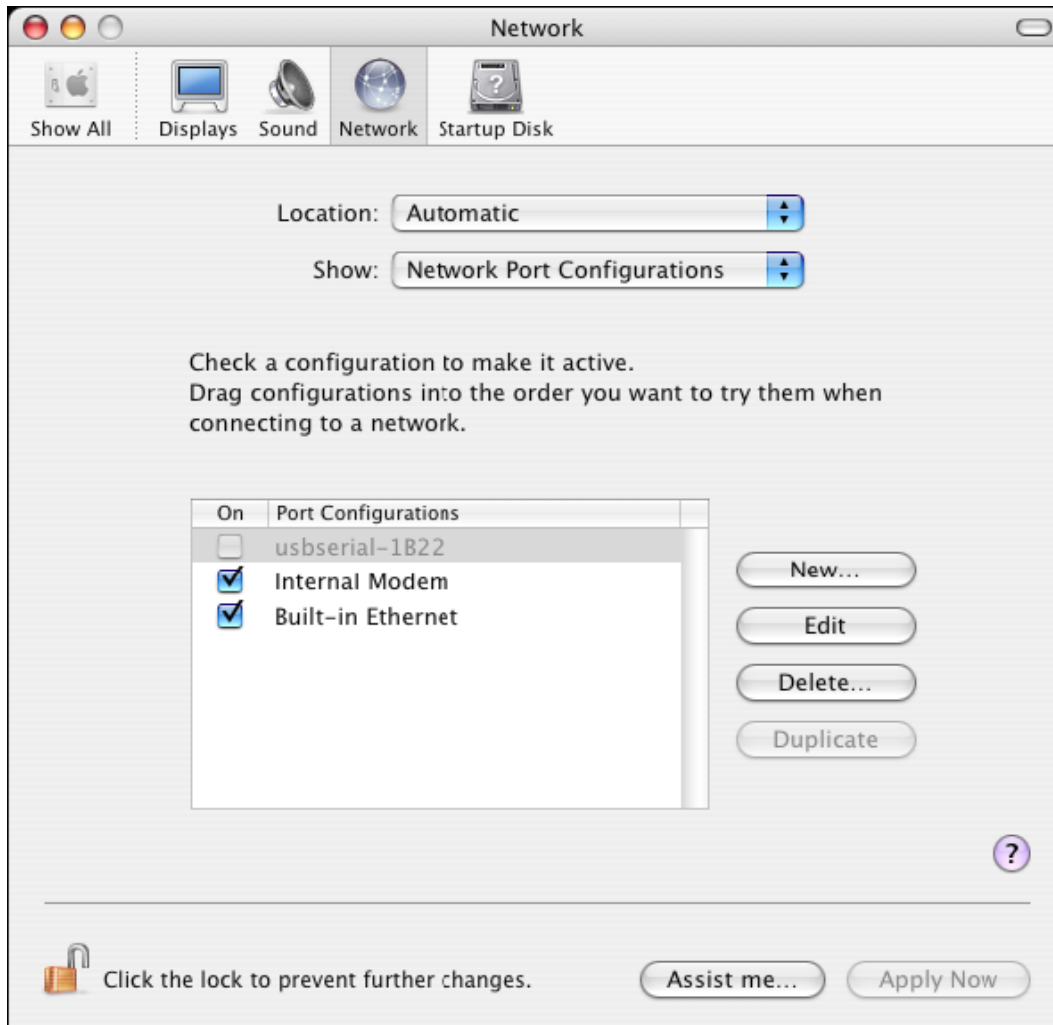 Network
Show All
Displays
Sound
Network
Startup Disk
Location: Automatic
Show: Network Port Configurations
Check a configuration to make it active.
Drag configurations into the order you want to try them when
connecting to a network.
On Port Configurations
usbserial-1B22
Internal Modem
Built-in Ethernet
New...
Edit
Delete...
Duplicate
?
Click the lock to prevent further changes.
Assist me...
Apply Now